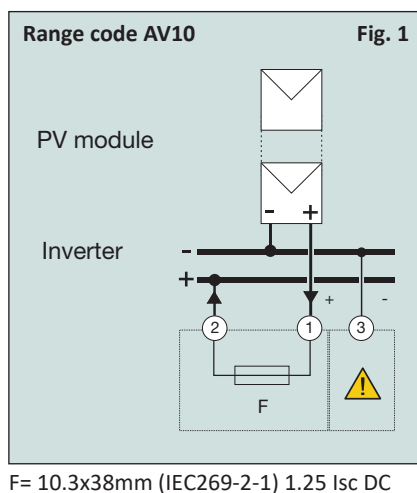 Range code AV10 Fig. 1
PV module
- +
Inverter -
+
+ -
2 1 3
F
F= 10.3x38mm (IEC269-2-1) 1.25 Isc DC